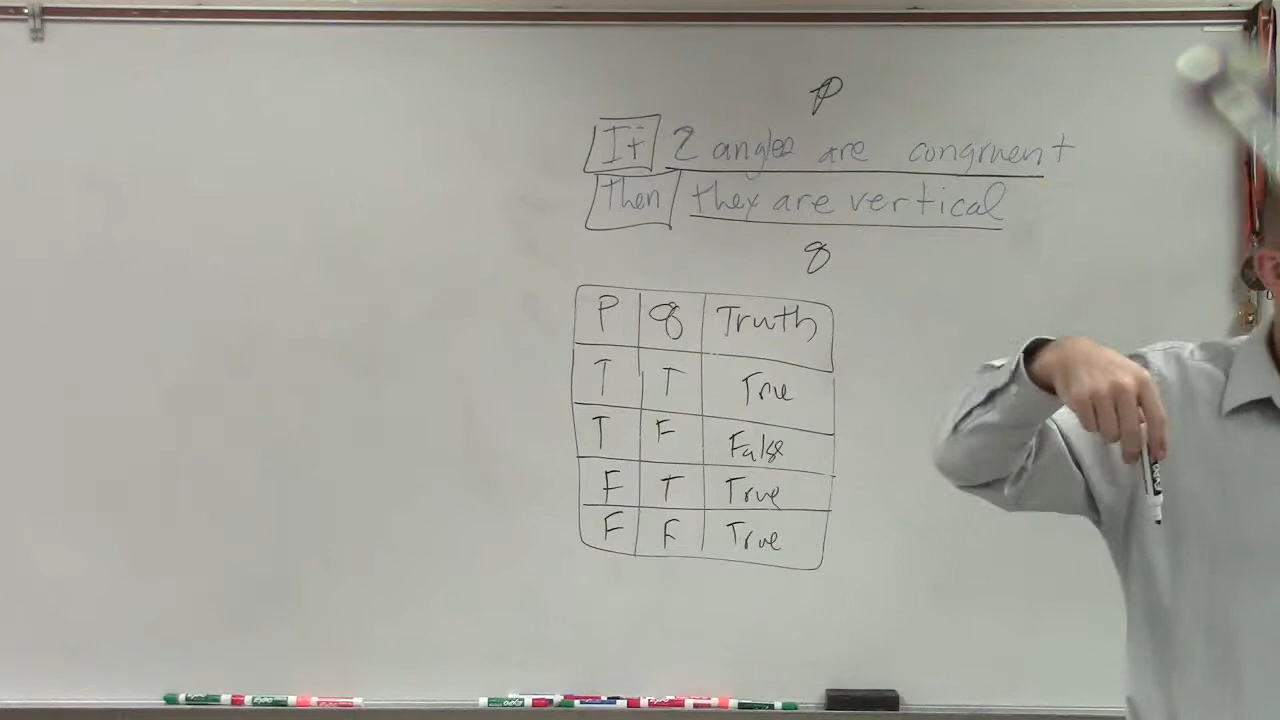 p
If 2 angles are congruent
then they are vertical
q
P q Truth
T T True
T F False
F T True
F F True